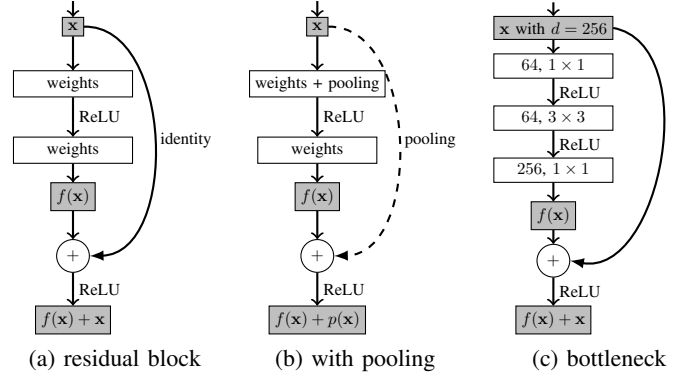 x
weights
ReLU
weights
identity
f(x)
+
ReLU
f(x) + x
(a) residual block
x
weights + pooling
ReLU
weights
pooling
f(x)
+
ReLU
f(x) + p(x)
(b) with pooling
x with d = 256
64, 1 × 1
ReLU
64, 3 × 3
ReLU
256, 1 × 1
f(x)
+
ReLU
f(x) + x
(c) bottleneck